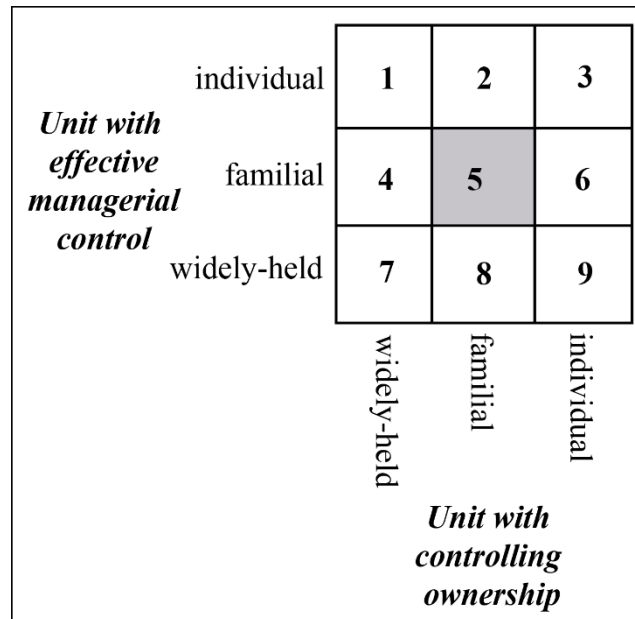 individual
1 2 3
Unit with
effective
managerial
control
familial
4 5 6
widely-held
7 8 9
widely-held
familial
individual
Unit with
controlling
ownership